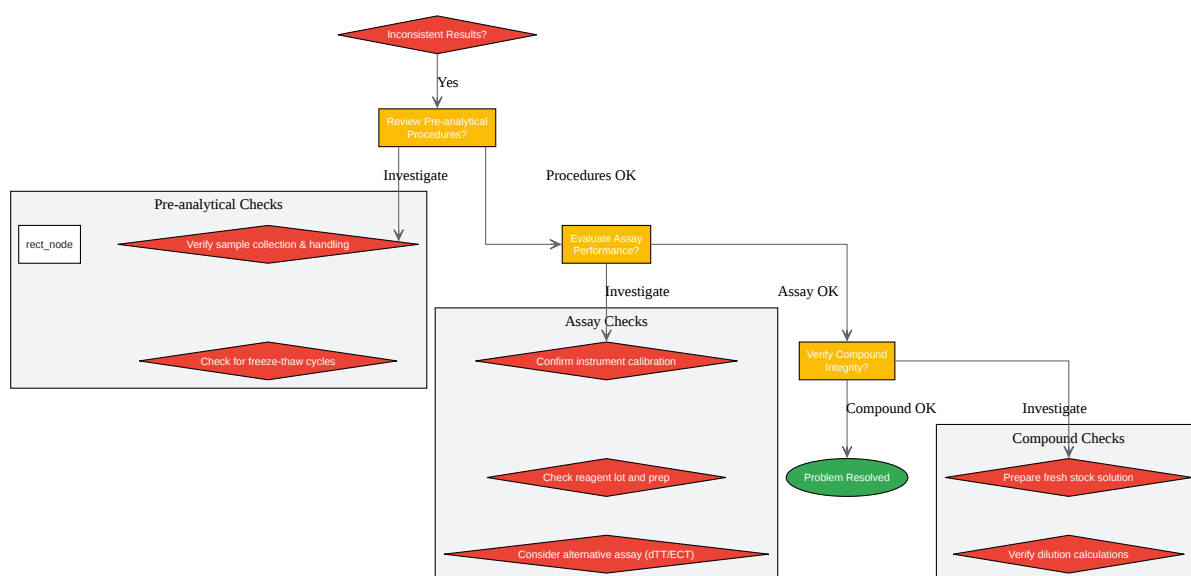 Inconsistent Results?
Yes
Review Pre-analytical
Procedures?
Investigate
Procedures OK
Pre-analytical Checks
rect_node
Verify sample collection & handling
Evaluate Assay
Performance?
Investigate
Assay OK
Assay Checks
Check for freeze-thaw cycles
Confirm instrument calibration
Verify Compound
Integrity?
Compound OK
Investigate
Compound Checks
Check reagent lot and prep
Problem Resolved
Prepare fresh stock solution
Consider alternative assay (dTT/ECT)
Verify dilution calculations